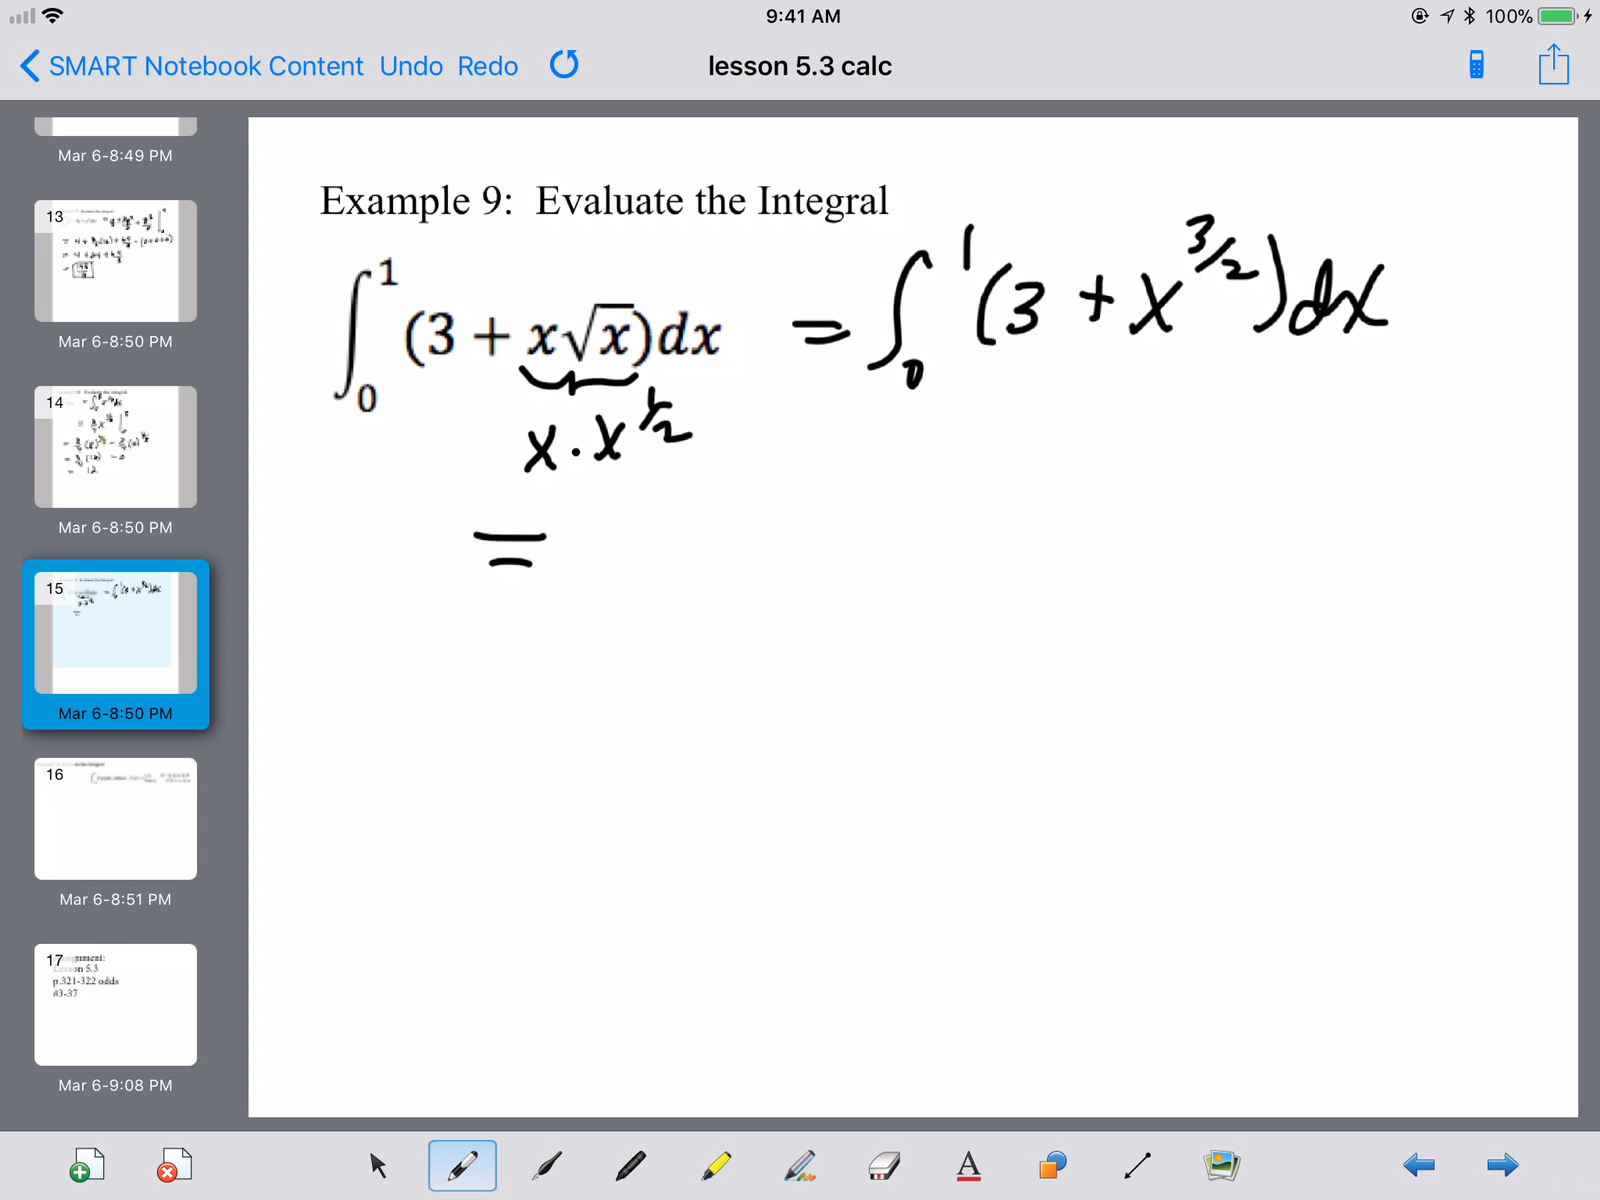 9:41 AM
100%
SMART Notebook Content Undo Redo
lesson 5.3 calc
Mar 6-8:49 PM
13
Mar 6-8:50 PM
14
Mar 6-8:50 PM
15
Mar 6-8:50 PM
16
Mar 6-8:51 PM
17
Lesson 5.3
p.321-322 odds
#3-37
Mar 6-9:08 PM
Example 9: Evaluate the Integral
∫₀¹ (3 + x√x)dx = ∫₀¹ (3 + x^{3/2})dx
x · x^{1/2}
=
A